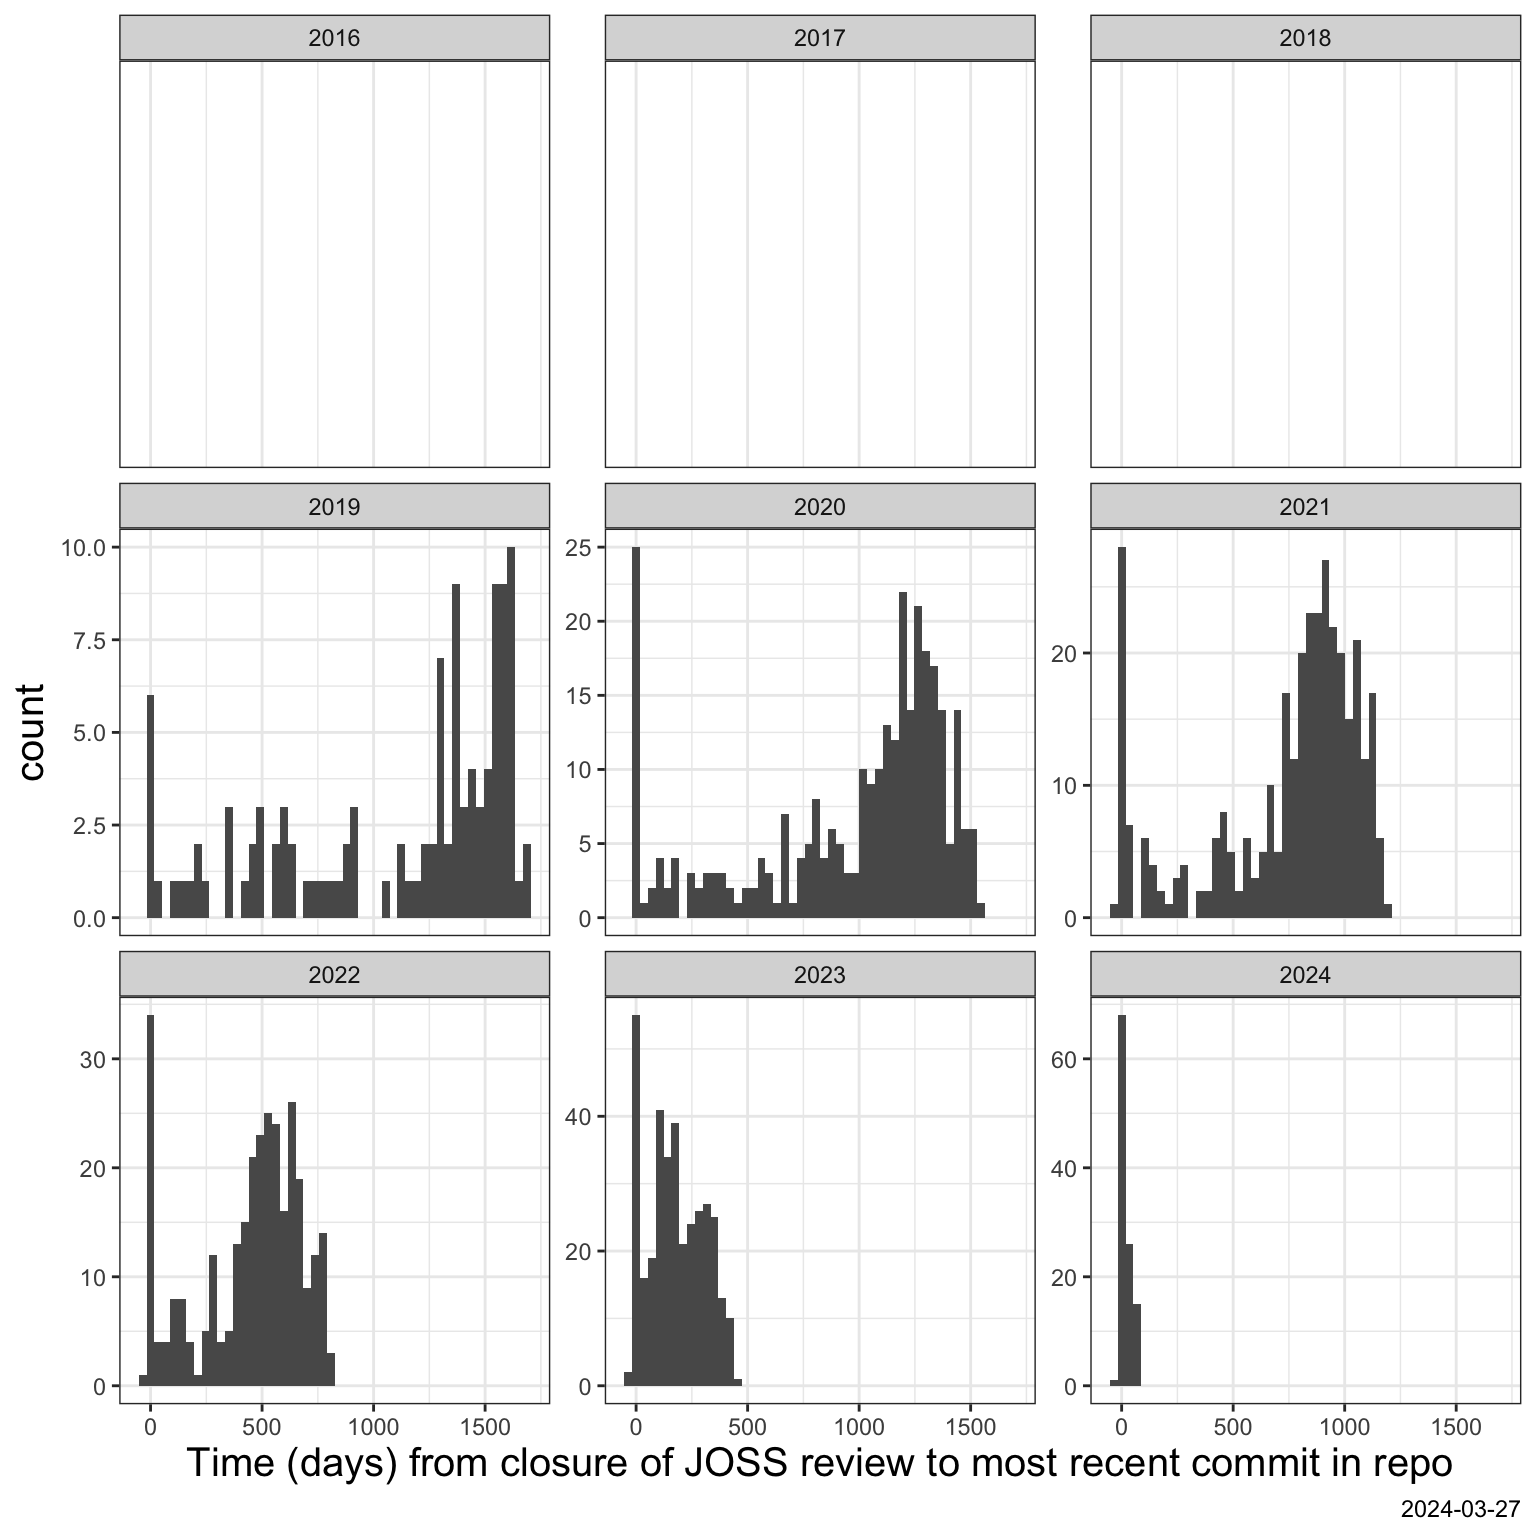 2016 2017 2018
2019 2020 2021
10.0 7.5 5.0 2.5 0.0
25 20 15 10 5 0
20 10 0
count
2022 2023 2024
30 20 10 0
40 20 0
60 40 20 0
0 500 1000 1500 0 500 1000 1500 0 500 1000 1500
Time (days) from closure of JOSS review to most recent commit in repo
2024-03-27